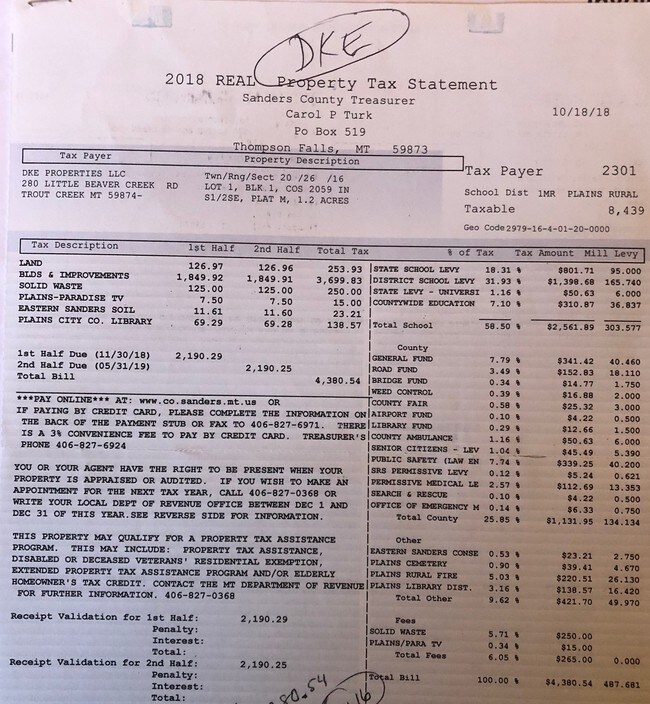 DKE
2018 REAL Property Tax Statement
Sanders County Treasurer
Carol P Turk
Po Box 519
Thompson Falls, MT 59873
10/18/18
Tax Payer Property Description
DKE PROPERTIES LLC
280 LITTLE BEAVER CREEK RD
TROUT CREEK MT 59874-
Twn/Rng/Sect 20 /26 /16
LOT 1, BLK 1, COS 2059 IN
S1/2SE, PLAT M, 1.2 ACRES
Tax Payer 2301
School Dist 1MR PLAINS RURAL
Taxable 8,439
Geo Code 2979-16-4-01-20-0000
Tax Description 1st Half 2nd Half Total Tax
LAND 126.97 126.96 253.93
BLDS & IMPROVEMENTS 1,849.92 1,849.91 3,699.83
SOLID WASTE 125.00 125.00 250.00
PLAINS-PARADISE TV 7.50 7.50 15.00
EASTERN SANDERS SOIL 11.61 11.60 23.21
PLAINS CITY CO. LIBRARY 69.29 69.28 138.57
1st Half Due (11/30/18) 2,190.29
2nd Half Due (05/31/19) 2,190.25
Total Bill 4,380.54
***PAY ONLINE*** AT: www.co.sanders.mt.us OR
IF PAYING BY CREDIT CARD, PLEASE COMPLETE THE INFORMATION ON
THE BACK OF THE PAYMENT STUB OR FAX TO 406-827-6971. THERE
IS A 3% CONVENIENCE FEE TO PAY BY CREDIT CARD. TREASURER'S
PHONE 406-827-6924
YOU OR YOUR AGENT HAVE THE RIGHT TO BE PRESENT WHEN YOUR
PROPERTY IS APPRAISED OR AUDITED. IF YOU WISH TO MAKE AN
APPOINTMENT FOR THE NEXT TAX YEAR, CALL 406-827-0368 OR
WRITE YOUR LOCAL DEPT OF REVENUE OFFICE BETWEEN DEC 1 AND
DEC 31 OF THIS YEAR.SEE REVERSE SIDE FOR INFORMATION.
THIS PROPERTY MAY QUALIFY FOR A PROPERTY TAX ASSISTANCE
PROGRAM. THIS MAY INCLUDE: PROPERTY TAX ASSISTANCE,
DISABLED OR DECEASED VETERANS' RESIDENTIAL EXEMPTION,
EXTENDED PROPERTY TAX ASSISTANCE PROGRAM AND/OR ELDERLY
HOMEOWNER'S TAX CREDIT. CONTACT THE MT DEPARTMENT OF REVENUE
FOR FURTHER INFORMATION. 406-827-0368
Receipt Validation for 1st Half: 2,190.29
Penalty:
Interest:
Total:
Receipt Validation for 2nd Half: 2,190.25
Penalty:
Interest:
Total:
% of Tax Tax Amount Mill Levy
STATE SCHOOL LEVY 18.31 % $801.71 95.000
DISTRICT SCHOOL LEVY 31.93 % $1,398.68 165.740
STATE LEVY - UNIVERSI 1.16 % $50.63 6.000
COUNTYWIDE EDUCATION 7.10 % $310.87 36.837
Total School 58.50 % $2,561.89 303.577
County
GENERAL FUND 7.79 % $341.42 40.460
ROAD FUND 3.49 % $152.83 18.110
BRIDGE FUND 0.34 % $14.77 1.750
WEED CONTROL 0.39 % $16.88 2.000
COUNTY FAIR 0.58 % $25.32 3.000
AIRPORT FUND 0.10 % $4.22 0.500
LIBRARY FUND 0.29 % $12.66 1.500
COUNTY AMBULANCE 1.16 % $50.63 6.000
SENIOR CITIZENS - LEV 1.04 % $45.49 5.390
PUBLIC SAFETY (LAW EN 7.74 % $339.25 40.200
SRS PERMISSIVE LEVY 0.12 % $5.24 0.621
PERMISSIVE MEDICAL LE 2.57 % $112.69 13.353
SEARCH & RESCUE 0.10 % $4.22 0.500
OFFICE OF EMERGENCY M 0.14 % $6.33 0.750
Total County 25.85 % $1,131.95 134.134
Other
EASTERN SANDERS CONSE 0.53 % $23.21 2.750
PLAINS CEMETERY 0.90 % $39.41 4.670
PLAINS RURAL FIRE 5.03 % $220.51 26.130
PLAINS LIBRARY DIST. 3.16 % $138.57 16.420
Total Other 9.62 % $421.70 49.970
Fees
SOLID WASTE 5.71 % $250.00
PLAINS/PARA TV 0.34 % $15.00
Total Fees 6.05 % $265.00 0.000
Total Bill 100.00 % $4,380.54 487.681